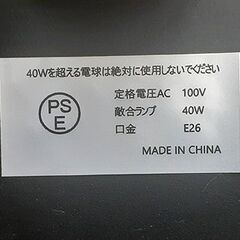 40Wを超える電球は絶対に使用しないでください
PS
E
定格電圧AC 100V
敵合ランプ 40W
口金 E26
MADE IN CHINA